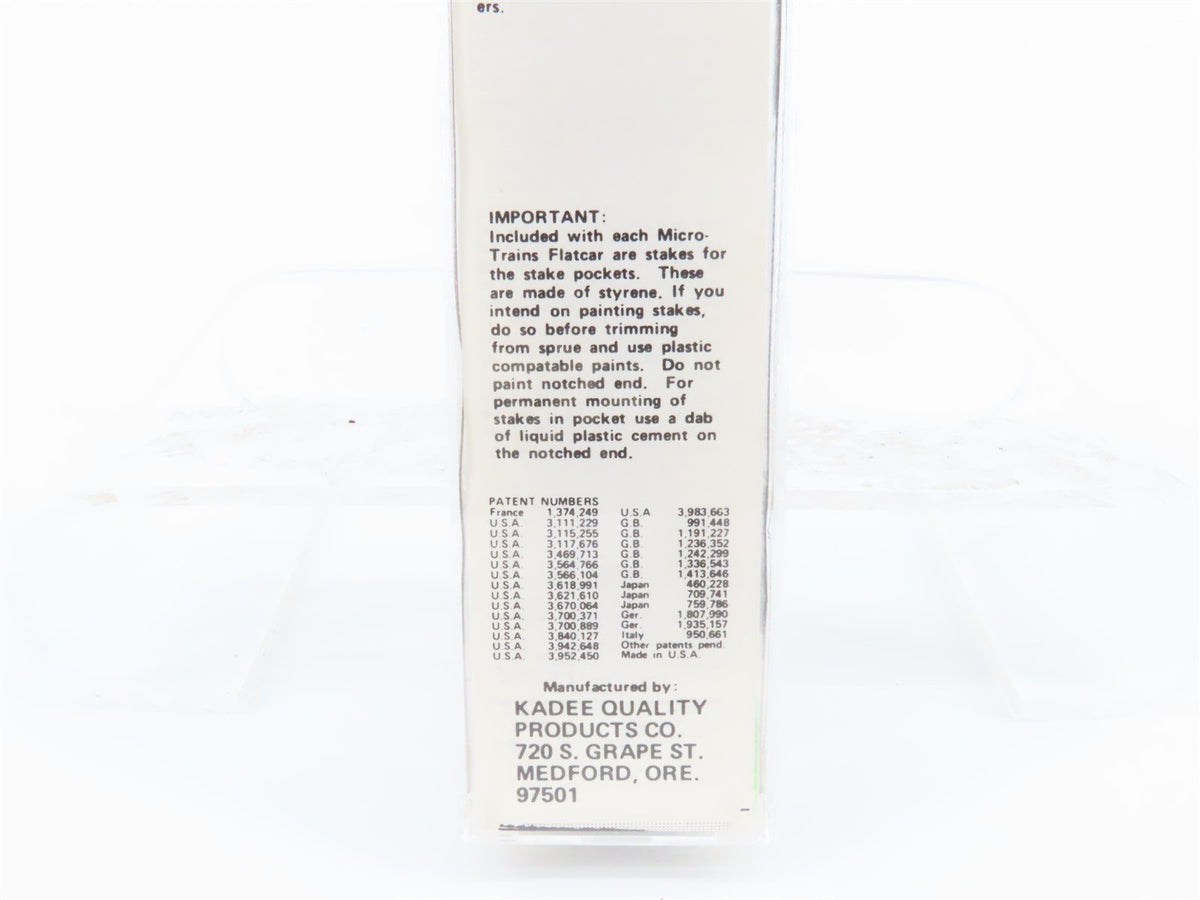 ers.
IMPORTANT:
Included with each Micro-
Trains Flatcar are stakes for
the stake pockets. These
are made of styrene. If you
intend on painting stakes,
do so before trimming
from sprue and use plastic
compatable paints. Do not
paint notched end. For
permanent mounting of
stakes in pocket use a dab
of liquid plastic cement on
the notched end.
PATENT NUMBERS
France 1,374,249 U.S.A. 3,983,663
U.S.A. 3,111,229 G.B. 991,448
U.S.A. 3,115,255 G.B. 1,191,227
U.S.A. 3,117,676 G.B. 1,236,352
U.S.A. 3,469,713 G.B. 1,242,299
U.S.A. 3,564,766 G.B. 1,336,543
U.S.A. 3,566,104 G.B. 1,413,646
U.S.A. 3,618,991 Japan 460,228
U.S.A. 3,621,610 Japan 709,741
U.S.A. 3,670,064 Japan 759,786
U.S.A. 3,700,371 Ger. 1,807,990
U.S.A. 3,700,889 Ger. 1,935,157
U.S.A. 3,840,127 Italy 950,661
U.S.A. 3,942,648 Other patents pend.
U.S.A. 3,952,450 Made in U.S.A.
Manufactured by:
KADEE QUALITY
PRODUCTS CO.
720 S. GRAPE ST.
MEDFORD, ORE.
97501